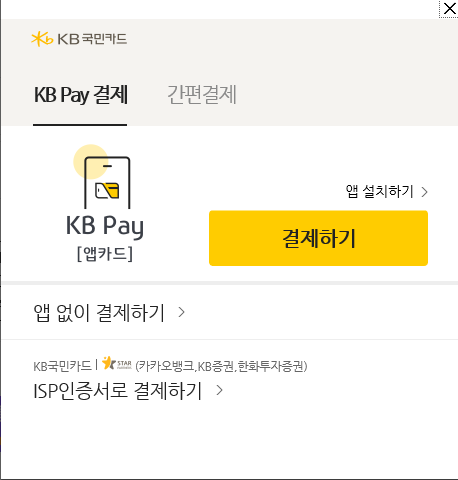 KB국민카드
KB Pay 결제 간편결제
앱 설치하기
KB Pay
[앱카드]
결제하기
앱 없이 결제하기
KB국민카드 | STAR (카카오뱅크,KB증권,한화투자증권)
ISP인증서로 결제하기